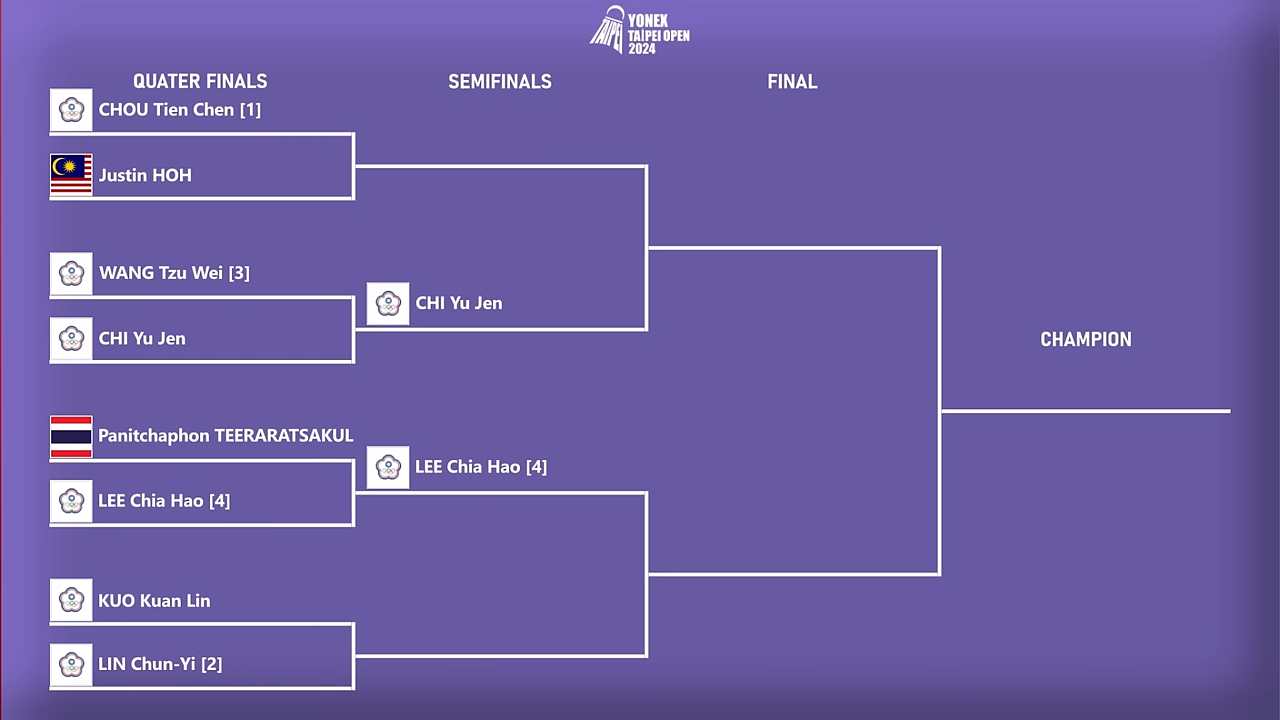 YONEX
TAIPEI OPEN
2024
QUATER FINALS
SEMIFINALS
FINAL
CHOU Tien Chen [1]
Justin HOH
WANG Tzu Wei [3]
CHI Yu Jen
CHI Yu Jen
CHAMPION
Panitchaphon TEERARATSAKUL
LEE Chia Hao [4]
LEE Chia Hao [4]
KUO Kuan Lin
LIN Chun-Yi [2]